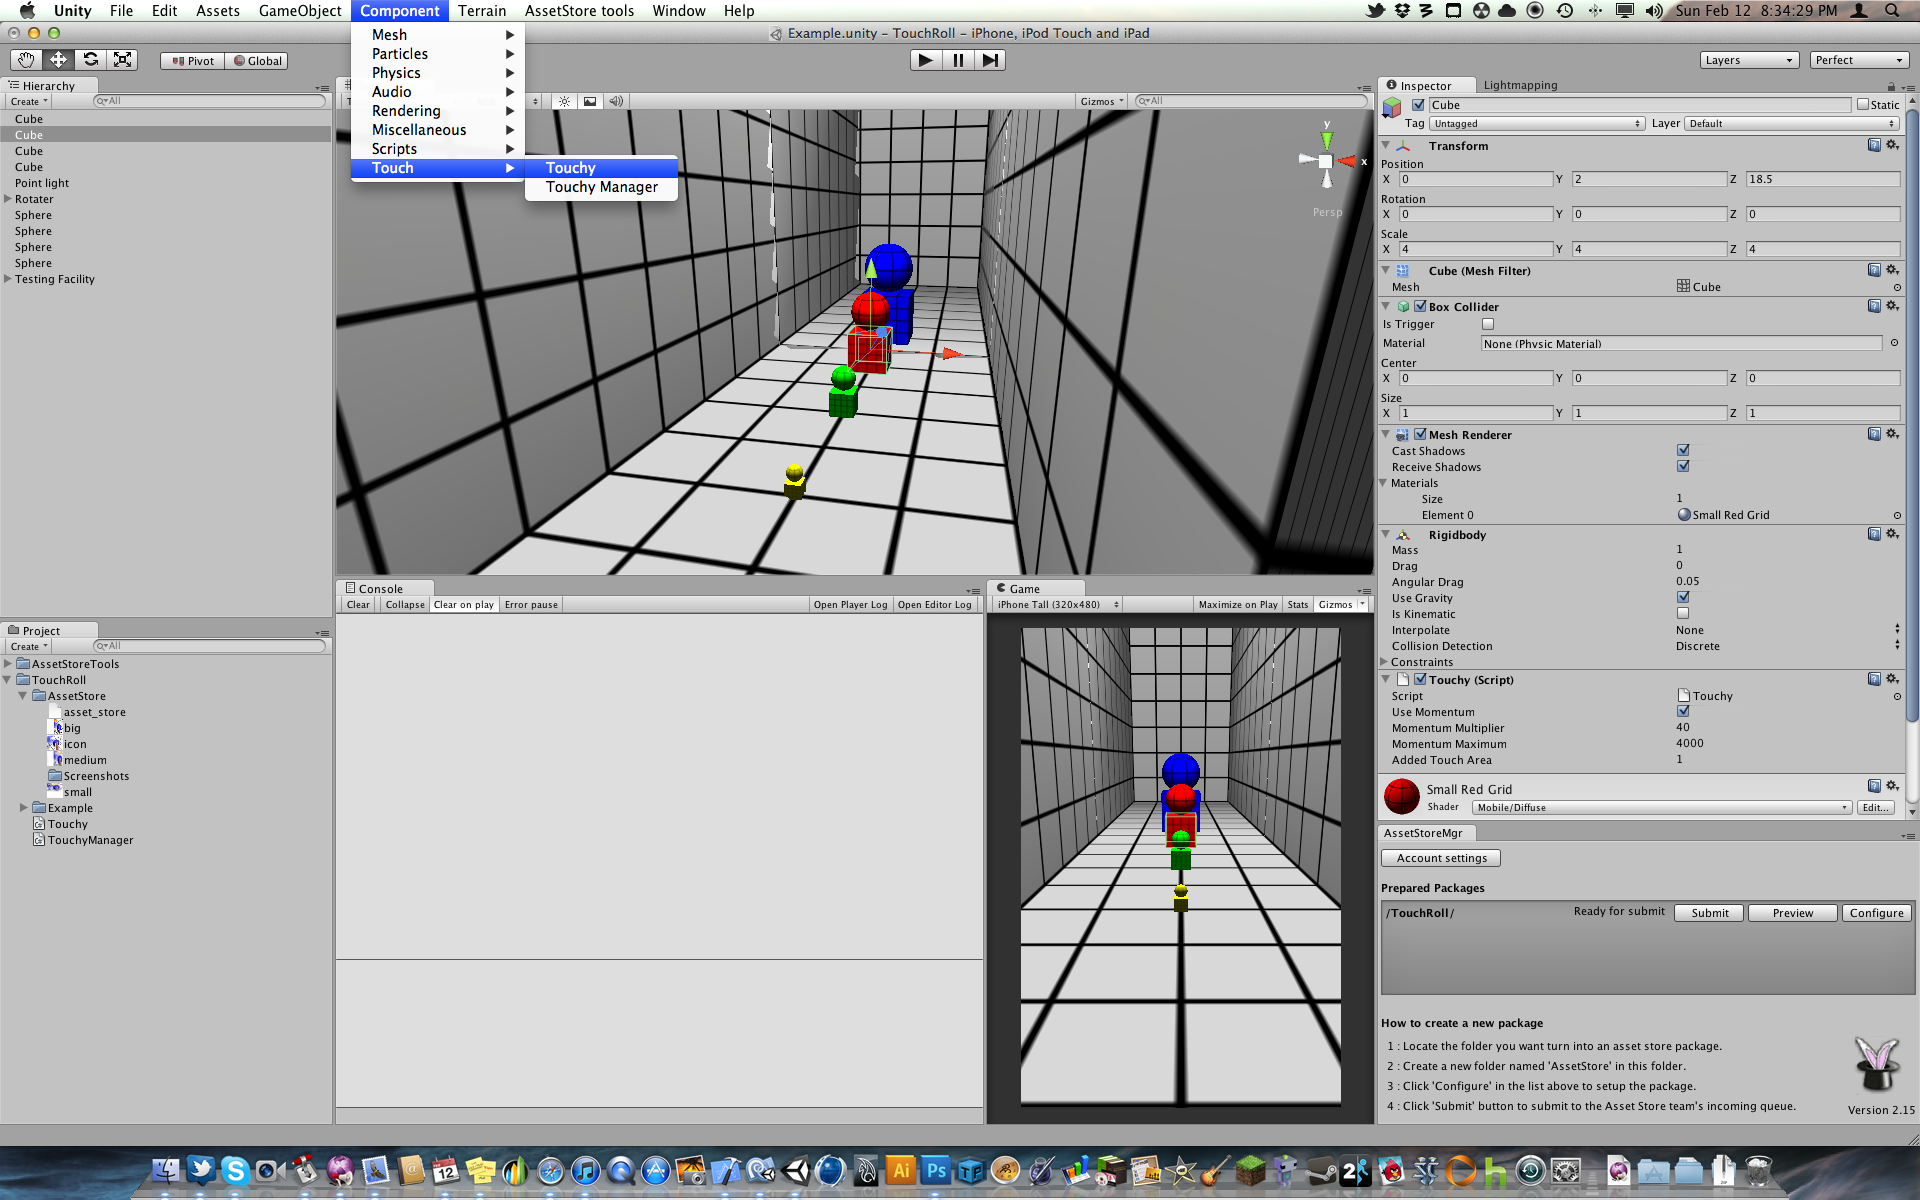 Unity File Edit Assets GameObject Component Terrain AssetStore tools Window Help Sun Feb 12 8:34:29 PM
Example.unity – TouchRoll – iPhone, iPod Touch and iPad
Pivot Global Layers Perfect
Mesh
Particles
Physics
Audio
Rendering
Miscellaneous
Scripts
Touch
Touchy
Touchy Manager
Hierarchy
Create All
Cube
Cube
Cube
Cube
Point light
Rotater
Sphere
Sphere
Sphere
Sphere
Testing Facility
Gizmos All
y
x
Persp
Project
Create All
AssetStoreTools
TouchRoll
AssetStore
asset_store
big
icon
medium
Screenshots
small
Example
Touchy
TouchyManager
Console
Clear Collapse Clear on play Error pause Open Player Log Open Editor Log
Game
iPhone Tall (320x480) Maximize on Play Stats Gizmos
Inspector Lightmapping
Cube Static
Tag Untagged Layer Default
Transform
Position
X 0 Y 2 Z 18.5
Rotation
X 0 Y 0 Z 0
Scale
X 4 Y 4 Z 4
Cube (Mesh Filter)
Mesh Cube
Box Collider
Is Trigger
Material None (Physic Material)
Center
X 0 Y 0 Z 0
Size
X 1 Y 1 Z 1
Mesh Renderer
Cast Shadows
Receive Shadows
Materials
Size 1
Element 0 Small Red Grid
Rigidbody
Mass 1
Drag 0
Angular Drag 0.05
Use Gravity
Is Kinematic
Interpolate None
Collision Detection Discrete
Constraints
Touchy (Script)
Script Touchy
Use Momentum
Momentum Multiplier 40
Momentum Maximum 4000
Added Touch Area 1
Small Red Grid
Shader Mobile/Diffuse Edit...
AssetStoreMgr
Account settings
Prepared Packages
/TouchRoll/ Ready for submit Submit Preview Configure
How to create a new package
1 : Locate the folder you want turn into an asset store package.
2 : Create a new folder named 'AssetStore' in this folder.
3 : Click 'Configure' in the list above to setup the package.
4 : Click 'Submit' button to submit to the Asset Store team's incoming queue.
Version 2.15
12 Ai Ps TF 2 h